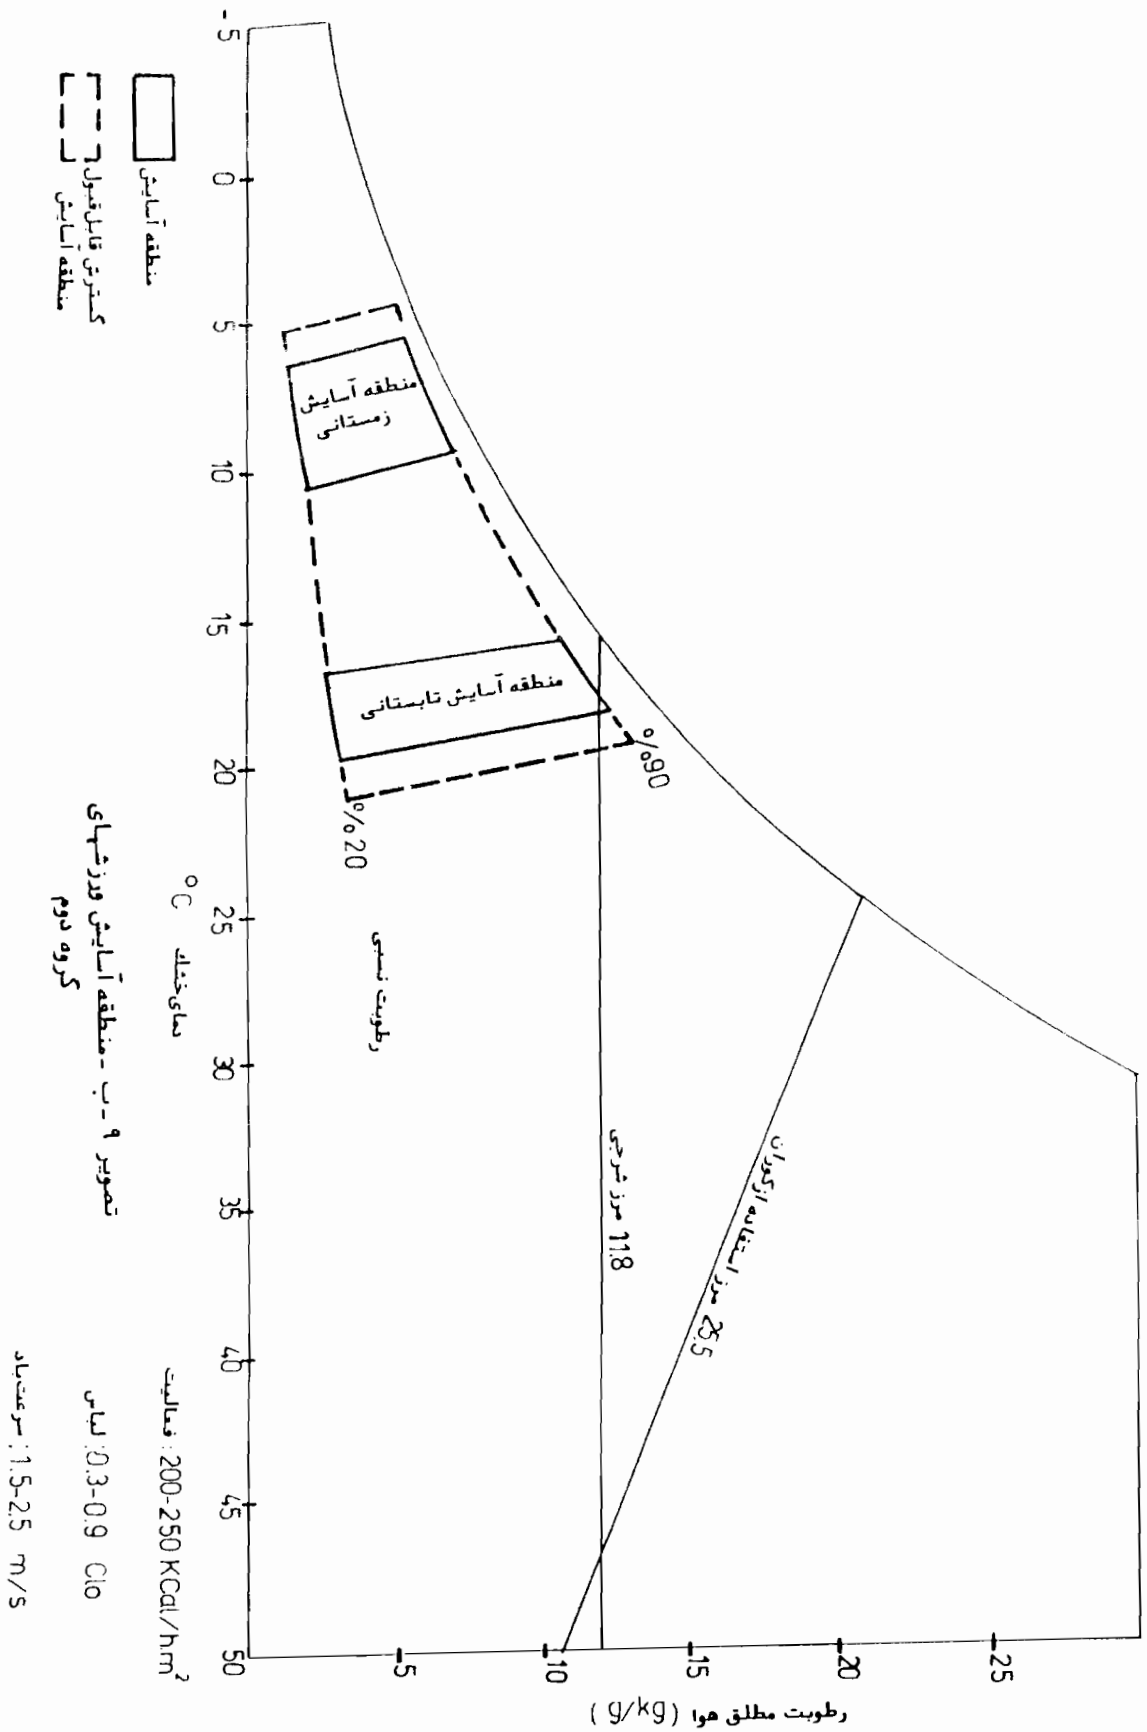 رطوبت مطلق هوا (g/kg)
25
20
15
10
5
-5
0
5
10
15
20
25
30
35
40
45
50
%90
%20
منطقه آسایش
زمستانی
منطقه آسایش تابستانی
مرز شرجی 11.8
مرز استفاده از کوران 25.5
رطوبت نسبی
دمای خشک °C
منطقه آسایش
گسترش قابل قبول
منطقه آسایش
فعالیت : 200-250 KCal/h.m²
لباس : 0.3-0.9 Clo
سرعت باد : 1.5-2.5 m/s
تصویر ۹ - ب - منطقه آسایش ورزشهای
گروه دوم